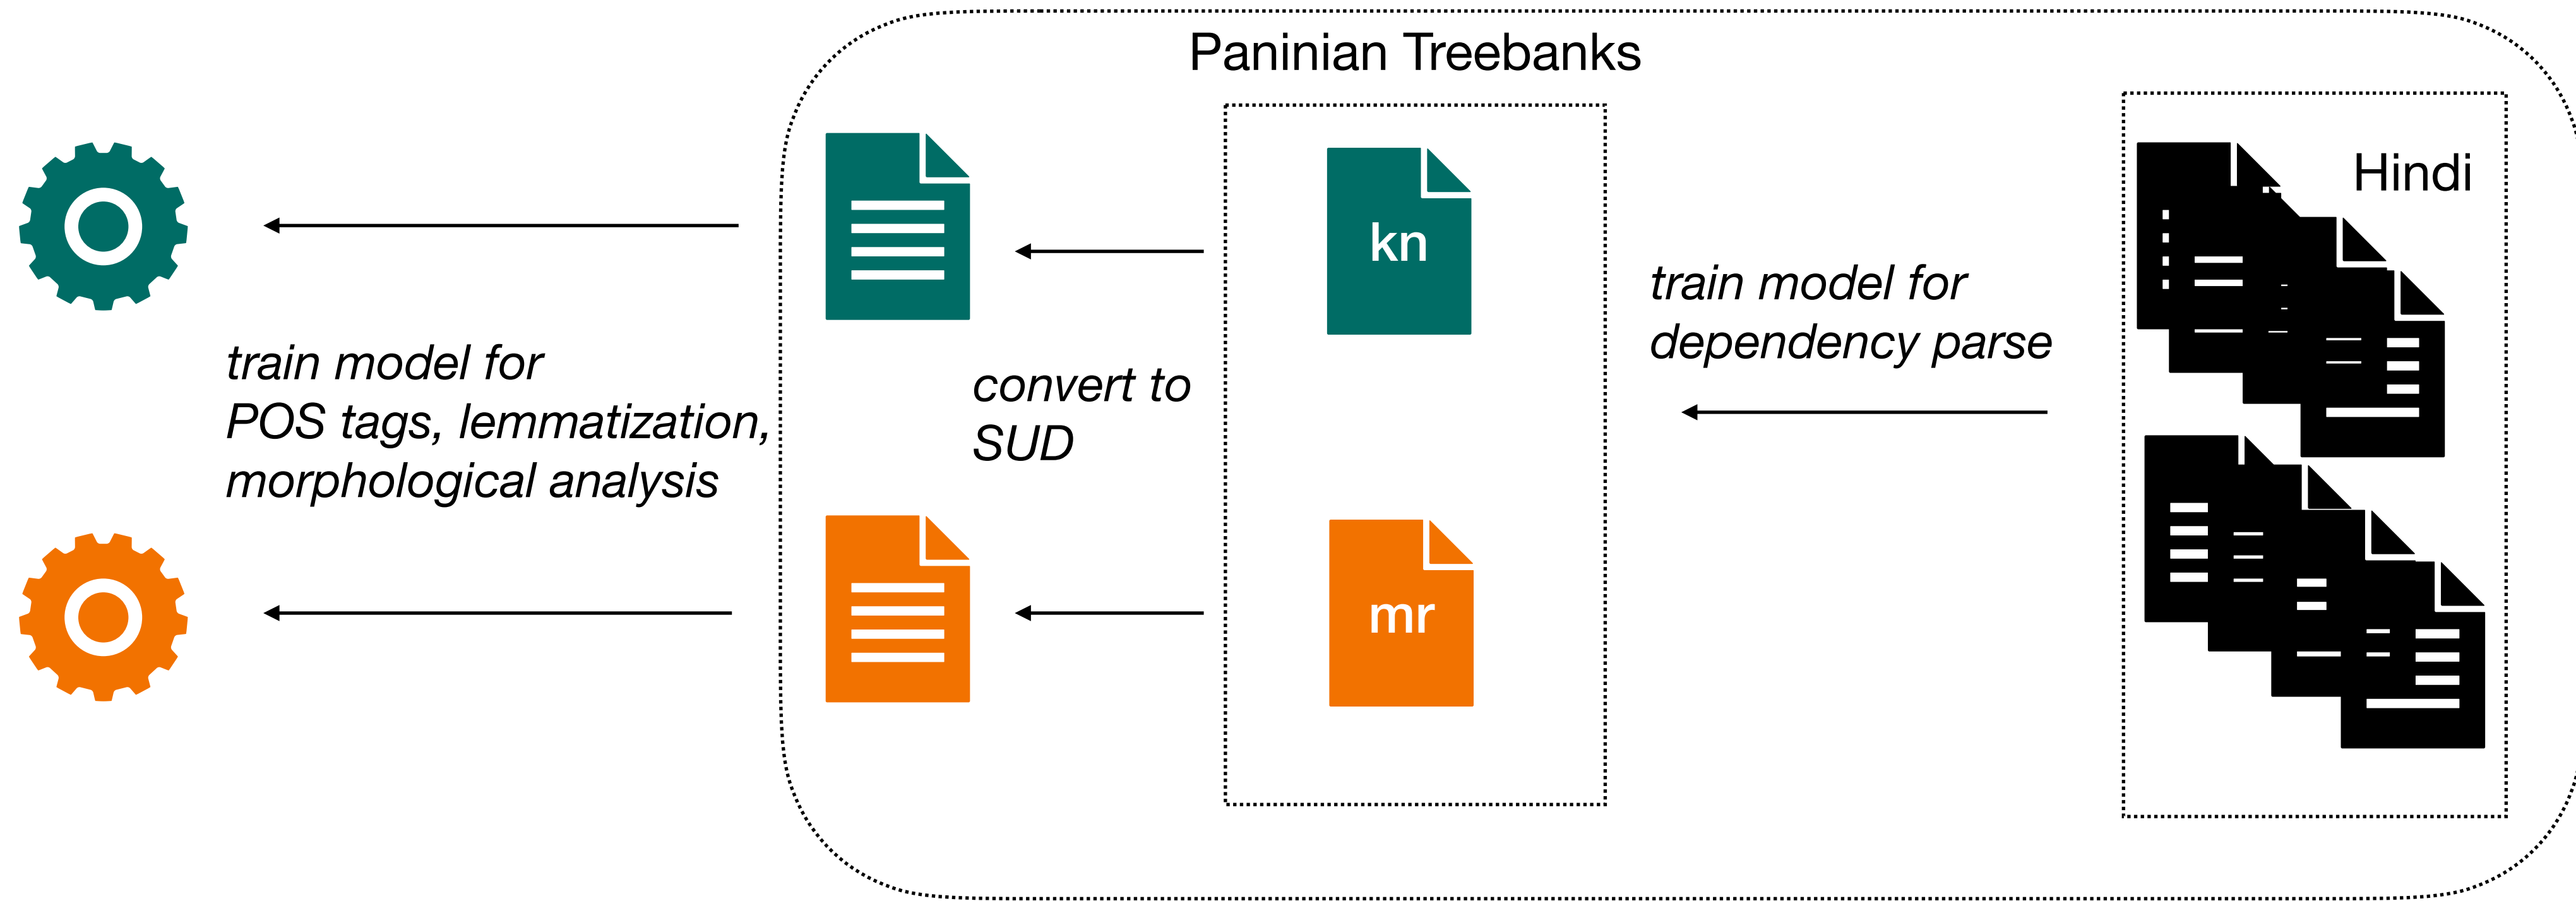 Paninian Treebanks
Hindi
kn
train model for
dependency parse
train model for
POS tags, lemmatization,
morphological analysis
convert to
SUD
mr